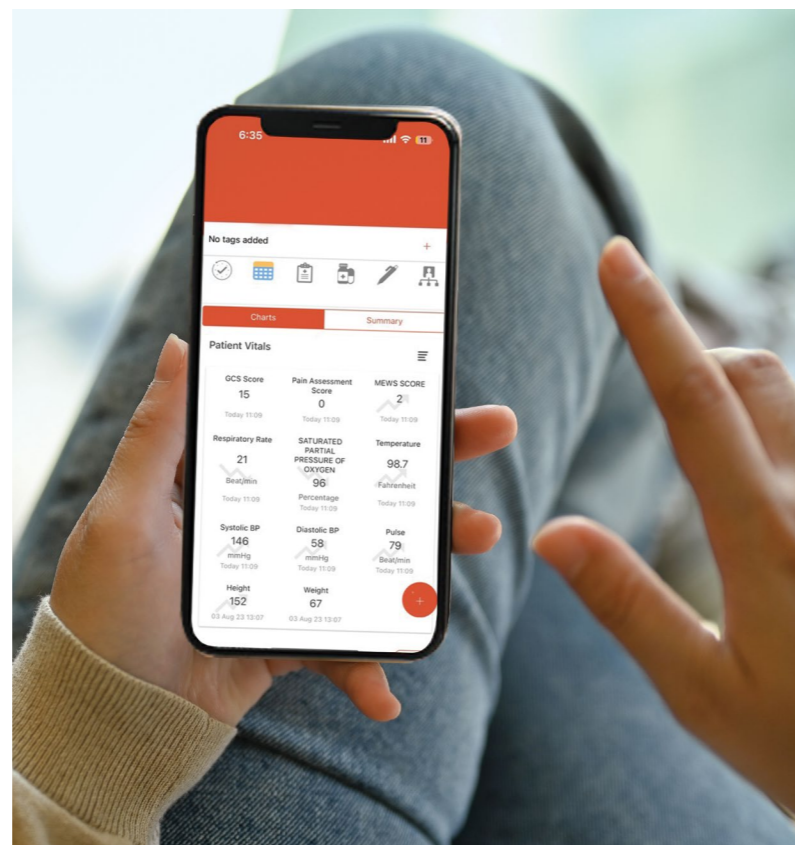 6:35
11
No tags added
+
Charts
Summary
Patient Vitals
GCS Score
15
Today 11:09
Pain Assessment
Score
0
Today 11:09
MEWS SCORE
2
Today 11:09
Respiratory Rate
21
Beat/min
Today 11:09
SATURATED
PARTIAL
PRESSURE OF
OXYGEN
96
Percentage
Today 11:09
Temperature
98.7
Fahrenheit
Today 11:09
Systolic BP
146
mmHg
Today 11:09
Diastolic BP
58
mmHg
Today 11:09
Pulse
79
Beat/min
Today 11:09
Height
152
03 Aug 23 13:07
Weight
67
03 Aug 23 13:07
+